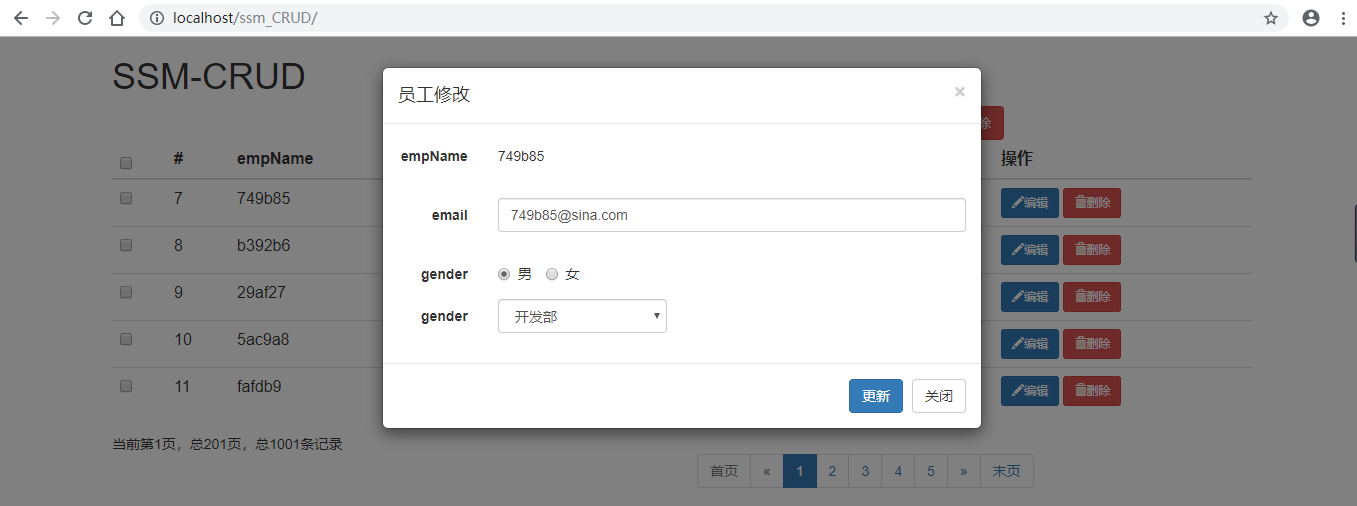 localhost/ssm_CRUD/
SSM-CRUD
员工修改
×
除
empName 749b85
email 749b85@sina.com
gender 男 女
gender 开发部
更新 关闭
# empName 操作
7 749b85 编辑 删除
8 b392b6 编辑 删除
9 29af27 编辑 删除
10 5ac9a8 编辑 删除
11 fafdb9 编辑 删除
当前第1页，总201页，总1001条记录
首页 « 1 2 3 4 5 » 末页